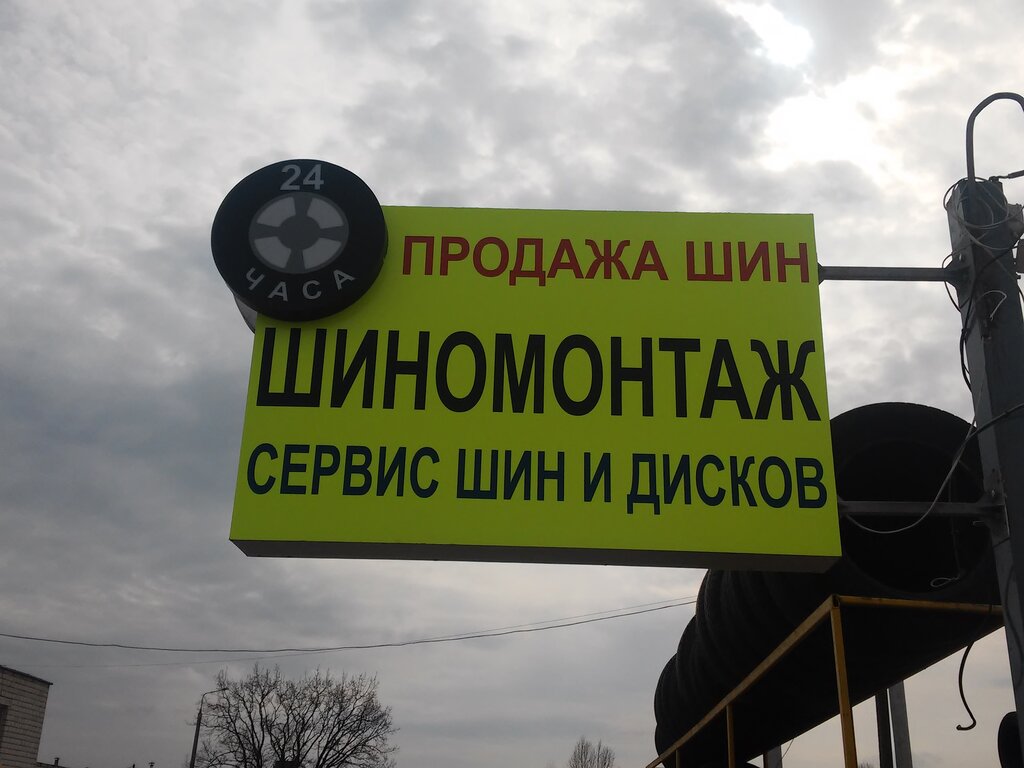 24
ЧАСА
ПРОДАЖА ШИН
ШИНОМОНТАЖ
СЕРВИС ШИН И ДИСКОВ